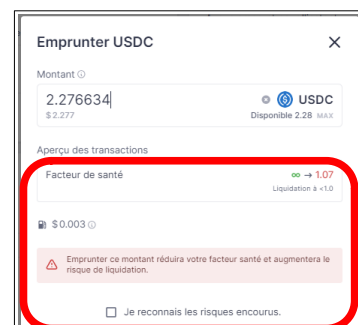 Emprunter USDC
Montant
2.276634 USDC
$2.277 Disponible 2.28 MAX
Aperçu des transactions
Facteur de santé ∞ → 1.07
Liquidation à <1.0
$0.003
Emprunter ce montant réduira votre facteur santé et augmentera le
risque de liquidation.
Je reconnais les risques encourus.